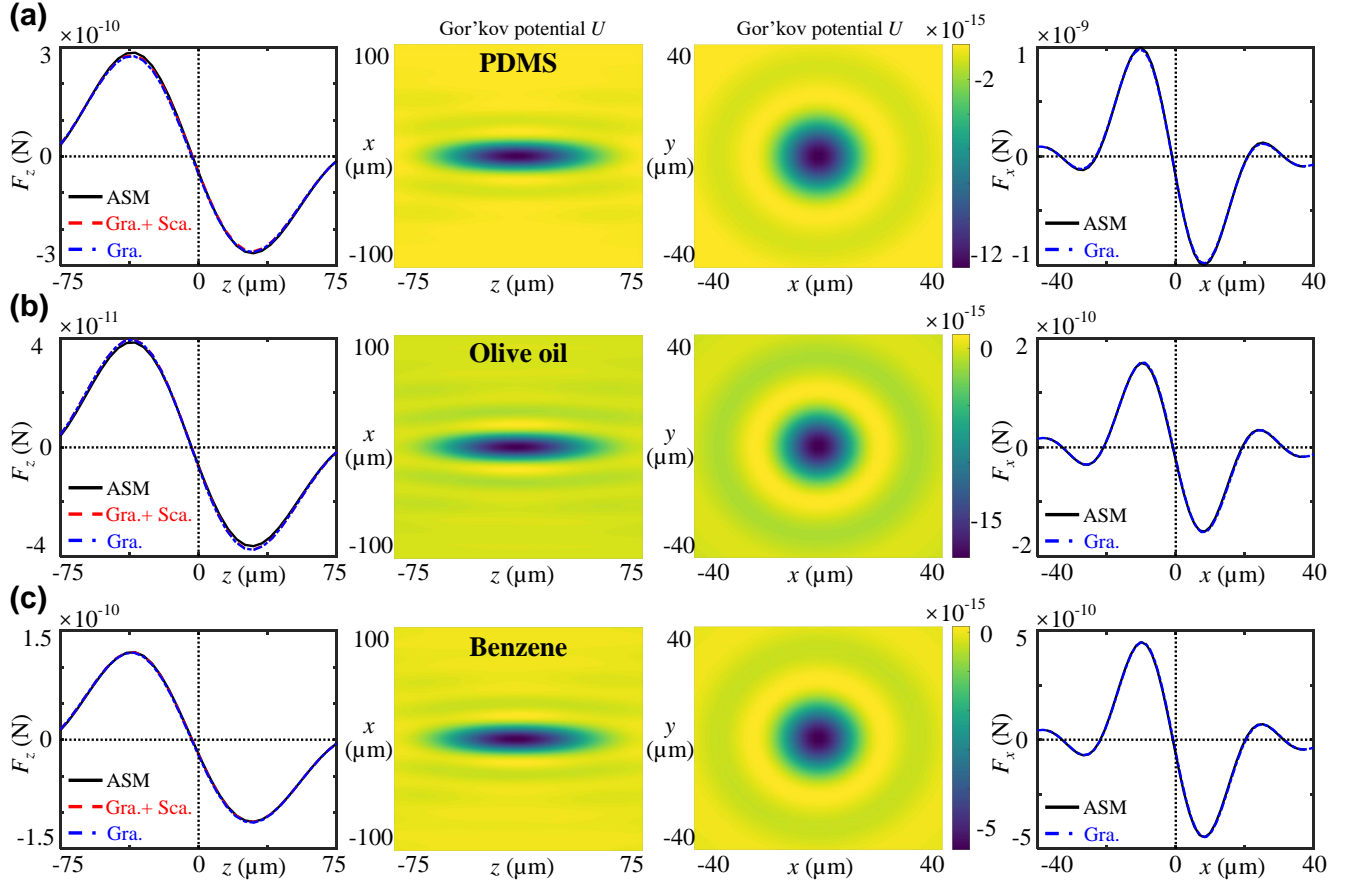 (a)
×10⁻¹⁰
3
0
-3
F_z (N)
ASM
Gra.+ Sca.
Gra.
-75 0 z (µm) 75
Gor'kov potential U
PDMS
100
x
(µm)
-100
-75 z (µm) 75
Gor'kov potential U
×10⁻¹⁵
40
y
(µm)
-40
-40 x (µm) 40
-2
-12
×10⁻⁹
1
0
-1
F_x (N)
ASM
Gra.
-40 0 x (µm) 40
(b)
×10⁻¹¹
4
0
-4
F_z (N)
ASM
Gra.+ Sca.
Gra.
-75 0 z (µm) 75
Olive oil
100
x
(µm)
-100
-75 z (µm) 75
×10⁻¹⁵
40
y
(µm)
-40
-40 x (µm) 40
0
-15
×10⁻¹⁰
2
0
-2
F_x (N)
ASM
Gra.
-40 0 x (µm) 40
(c)
×10⁻¹⁰
1.5
0
-1.5
F_z (N)
ASM
Gra.+ Sca.
Gra.
-75 0 z (µm) 75
Benzene
100
x
(µm)
-100
-75 z (µm) 75
×10⁻¹⁵
40
y
(µm)
-40
-40 x (µm) 40
0
-5
×10⁻¹⁰
5
0
-5
F_x (N)
ASM
Gra.
-40 0 x (µm) 40